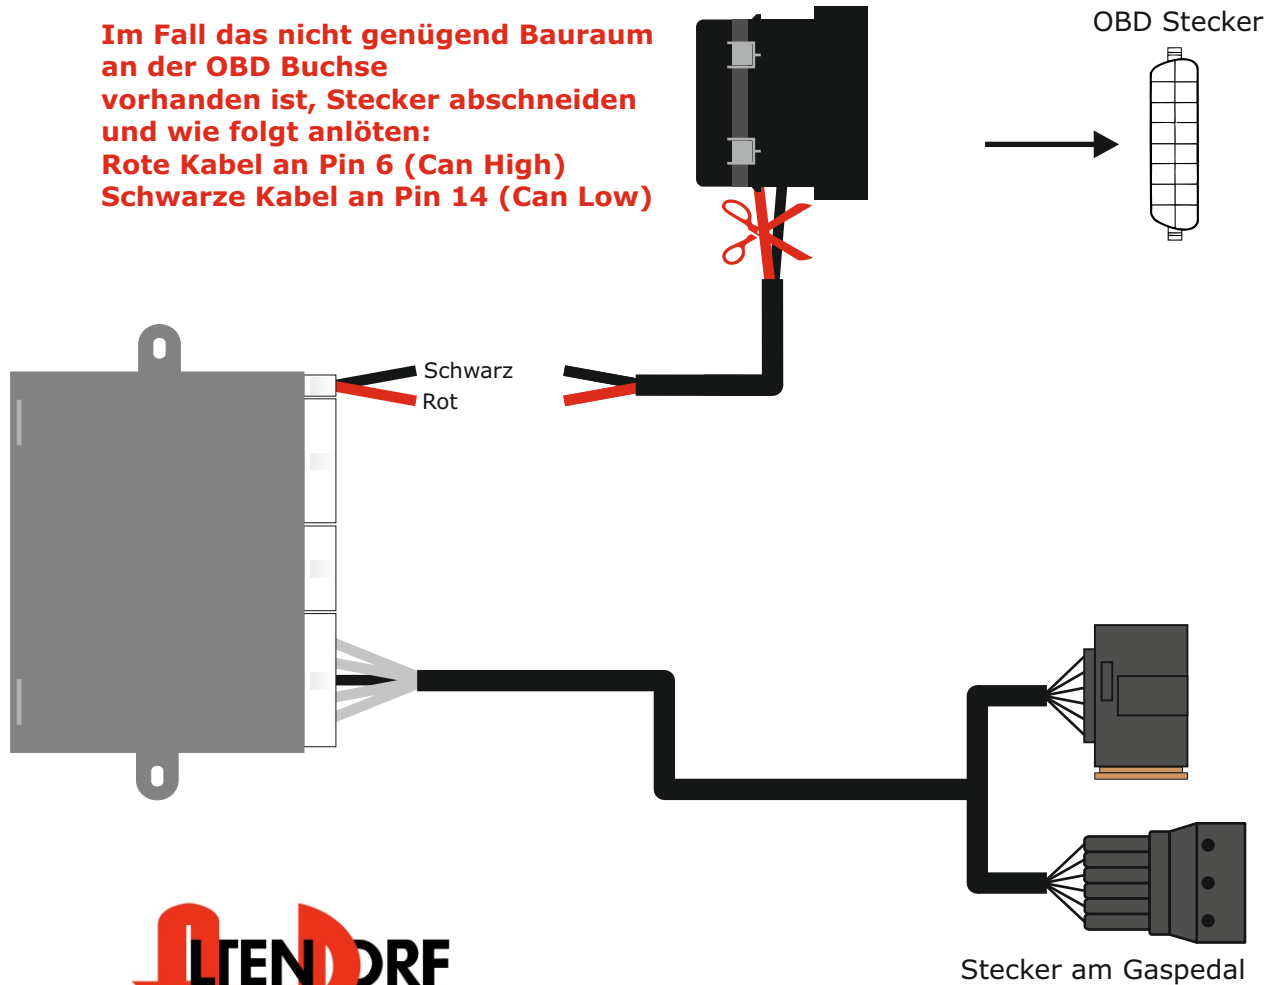 Im Fall das nicht genügend Bauraum
an der OBD Buchse
vorhanden ist, Stecker abschneiden
und wie folgt anlöten:
Rote Kabel an Pin 6 (Can High)
Schwarze Kabel an Pin 14 (Can Low)
OBD Stecker
Schwarz
Rot
ALTENDORF
Stecker am Gaspedal